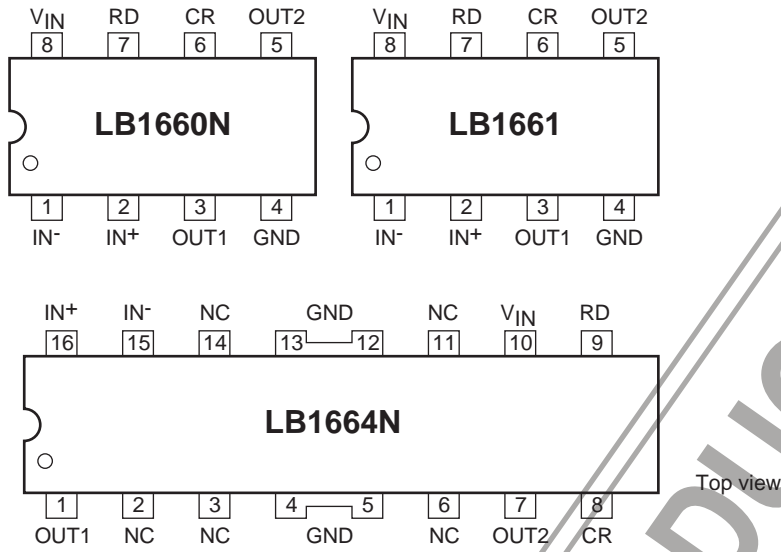 VIN RD CR OUT2 VIN RD CR OUT2
8 7 6 5 8 7 6 5
LB1660N LB1661
1 2 3 4 1 2 3 4
IN- IN+ OUT1 GND IN- IN+ OUT1 GND
IN+ IN- NC GND NC VIN RD
16 15 14 13 12 11 10 9
LB1664N
Top view
1 2 3 4 5 6 7 8
OUT1 NC NC GND NC OUT2 CR